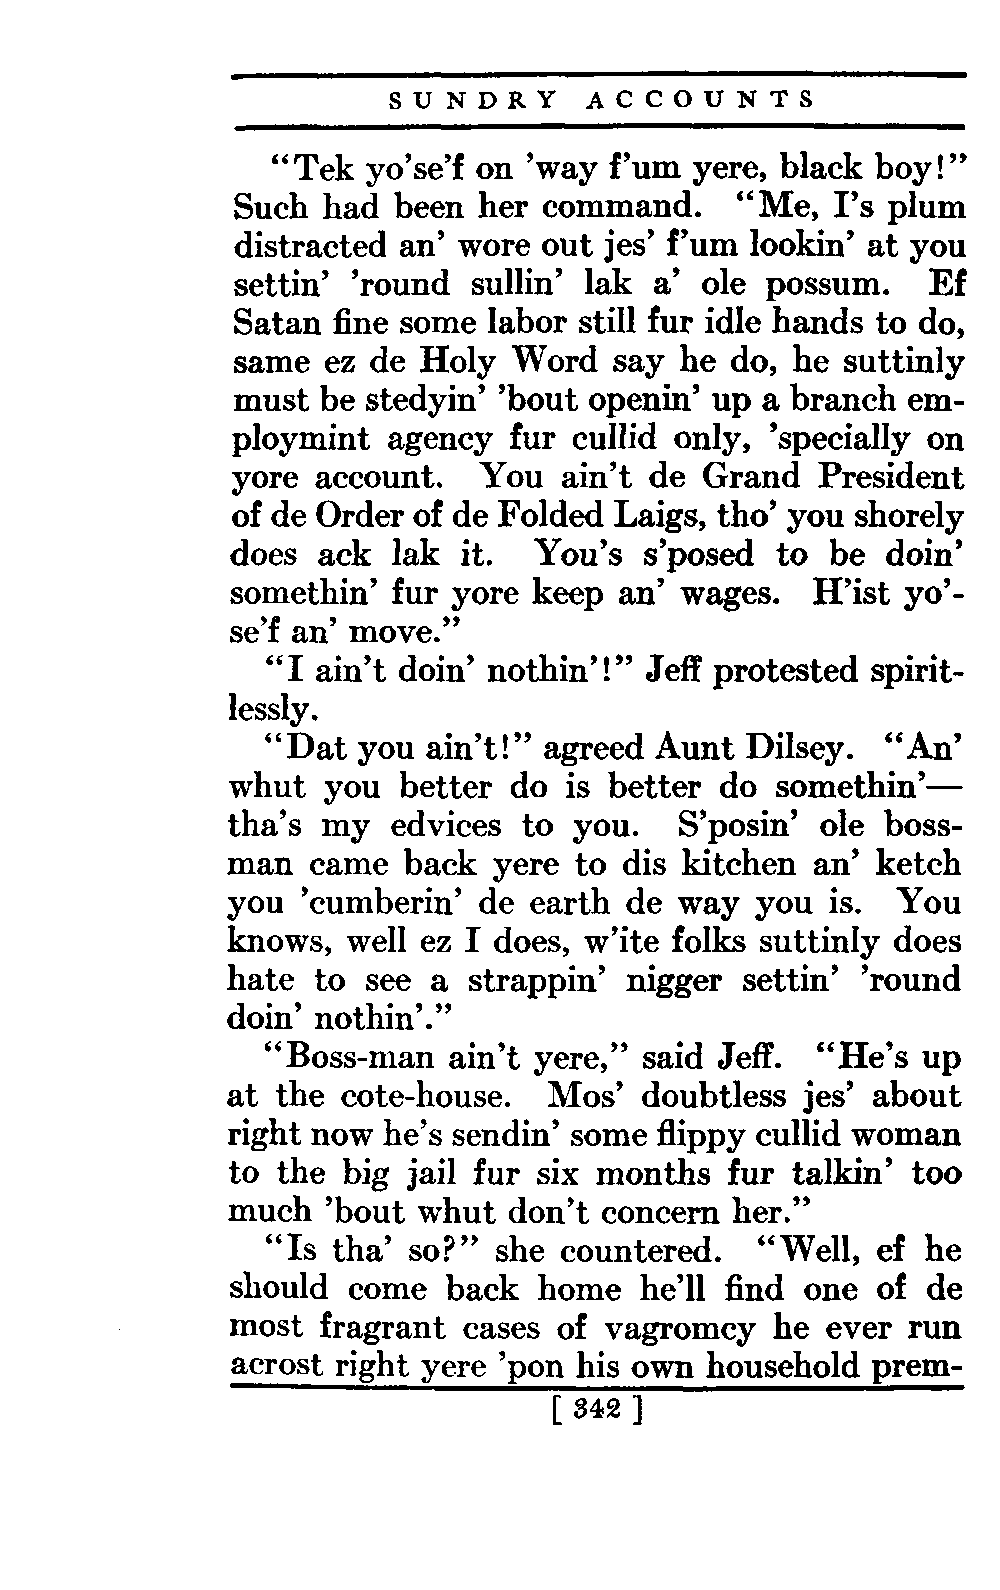 SUNDRY ACCOUNTS
“Tek yo’se’f on ’way f’um yere, black boy!”
Such had been her command. “Me, I’s plum
distracted an’ wore out jes’ f’um lookin’ at you
settin’ ’round sullin’ lak a’ ole possum. Ef
Satan fine some labor still fur idle hands to do,
same ez de Holy Word say he do, he suttinly
must be stedyin’ ’bout openin’ up a branch em-
ploymint agency fur cullid only, ’specially on
yore account. You ain’t de Grand President
of de Order of de Folded Laigs, tho’ you shorely
does ack lak it. You’s s’posed to be doin’
somethin’ fur yore keep an’ wages. H’ist yo’-
se’f an’ move.”
“I ain’t doin’ nothin’!” Jeff protested spirit-
lessly.
“Dat you ain’t!” agreed Aunt Dilsey. “An’
whut you better do is better do somethin’—
tha’s my edvices to you. S’posin’ ole boss-
man came back yere to dis kitchen an’ ketch
you ’cumberin’ de earth de way you is. You
knows, well ez I does, w’ite folks suttinly does
hate to see a strappin’ nigger settin’ ’round
doin’ nothin’.”
“Boss-man ain’t yere,” said Jeff. “He’s up
at the cote-house. Mos’ doubtless jes’ about
right now he’s sendin’ some flippy cullid woman
to the big jail fur six months fur talkin’ too
much ’bout whut don’t concern her.”
“Is tha’ so?” she countered. “Well, ef he
should come back home he’ll find one of de
most fragrant cases of vagromcy he ever run
acrost right yere ’pon his own household prem-
[ 342 ]